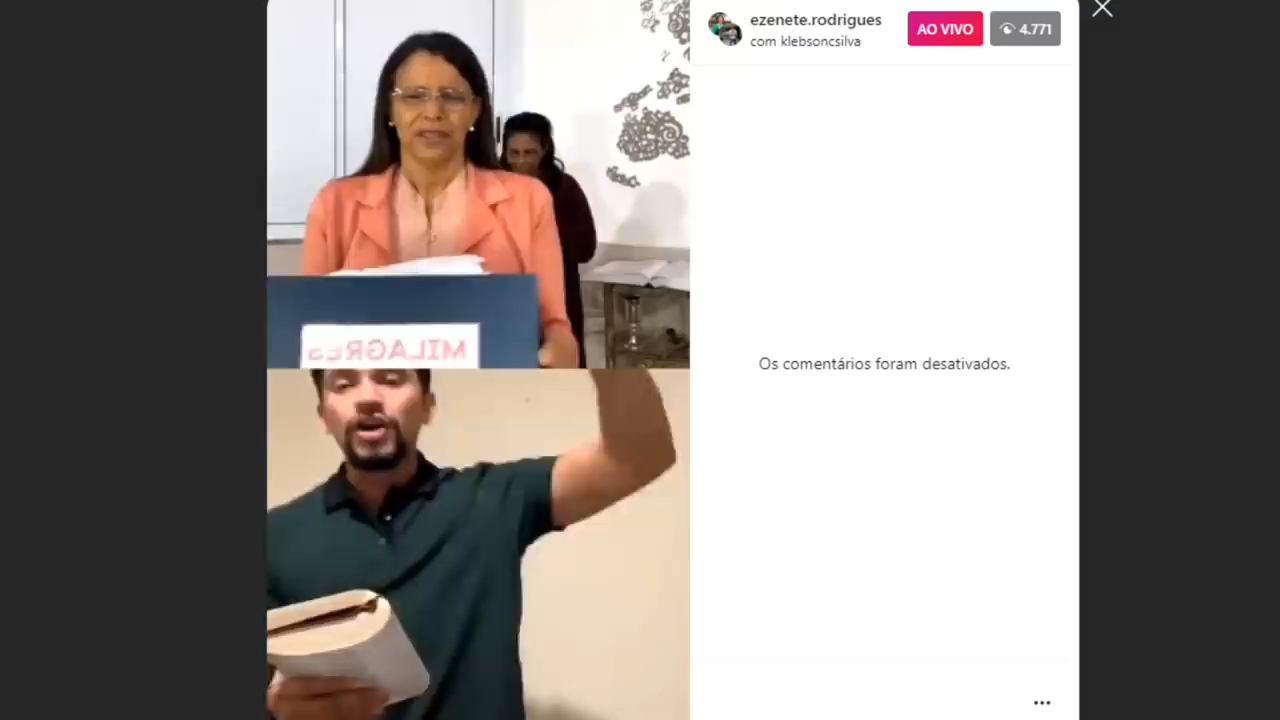 ezenete.rodrigues
com klebsoncsilva
AO VIVO
4.771
MILAGRES
Os comentários foram desativados.